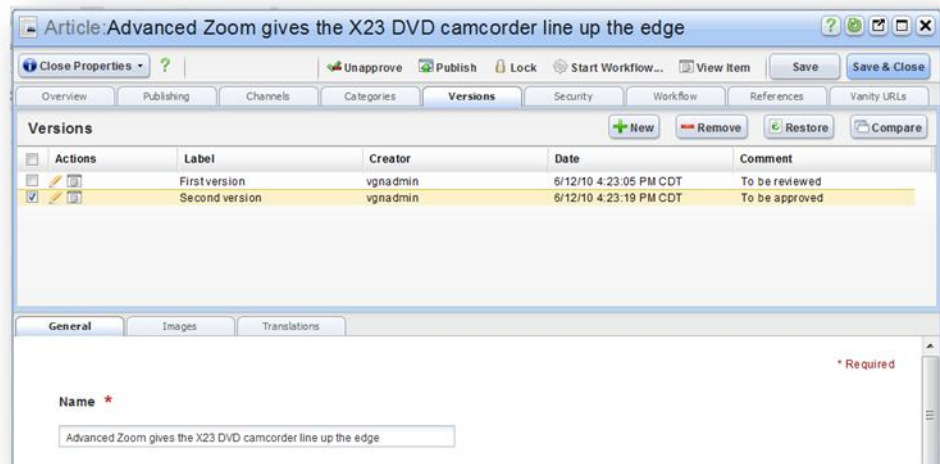 Article:Advanced Zoom gives the X23 DVD camcorder line up the edge
Close Properties ? Unapprove Publish Lock Start Workflow... View Item Save Save & Close
Overview Publishing Channels Categories Versions Security Workflow References Vanity URLs
Versions New Remove Restore Compare
Actions Label Creator Date Comment
First version vgnadmin 6/12/10 4:23:05 PM CDT To be reviewed
Second version vgnadmin 6/12/10 4:23:19 PM CDT To be approved
General Images Translations
* Required
Name *
Advanced Zoom gives the X23 DVD camcorder line up the edge